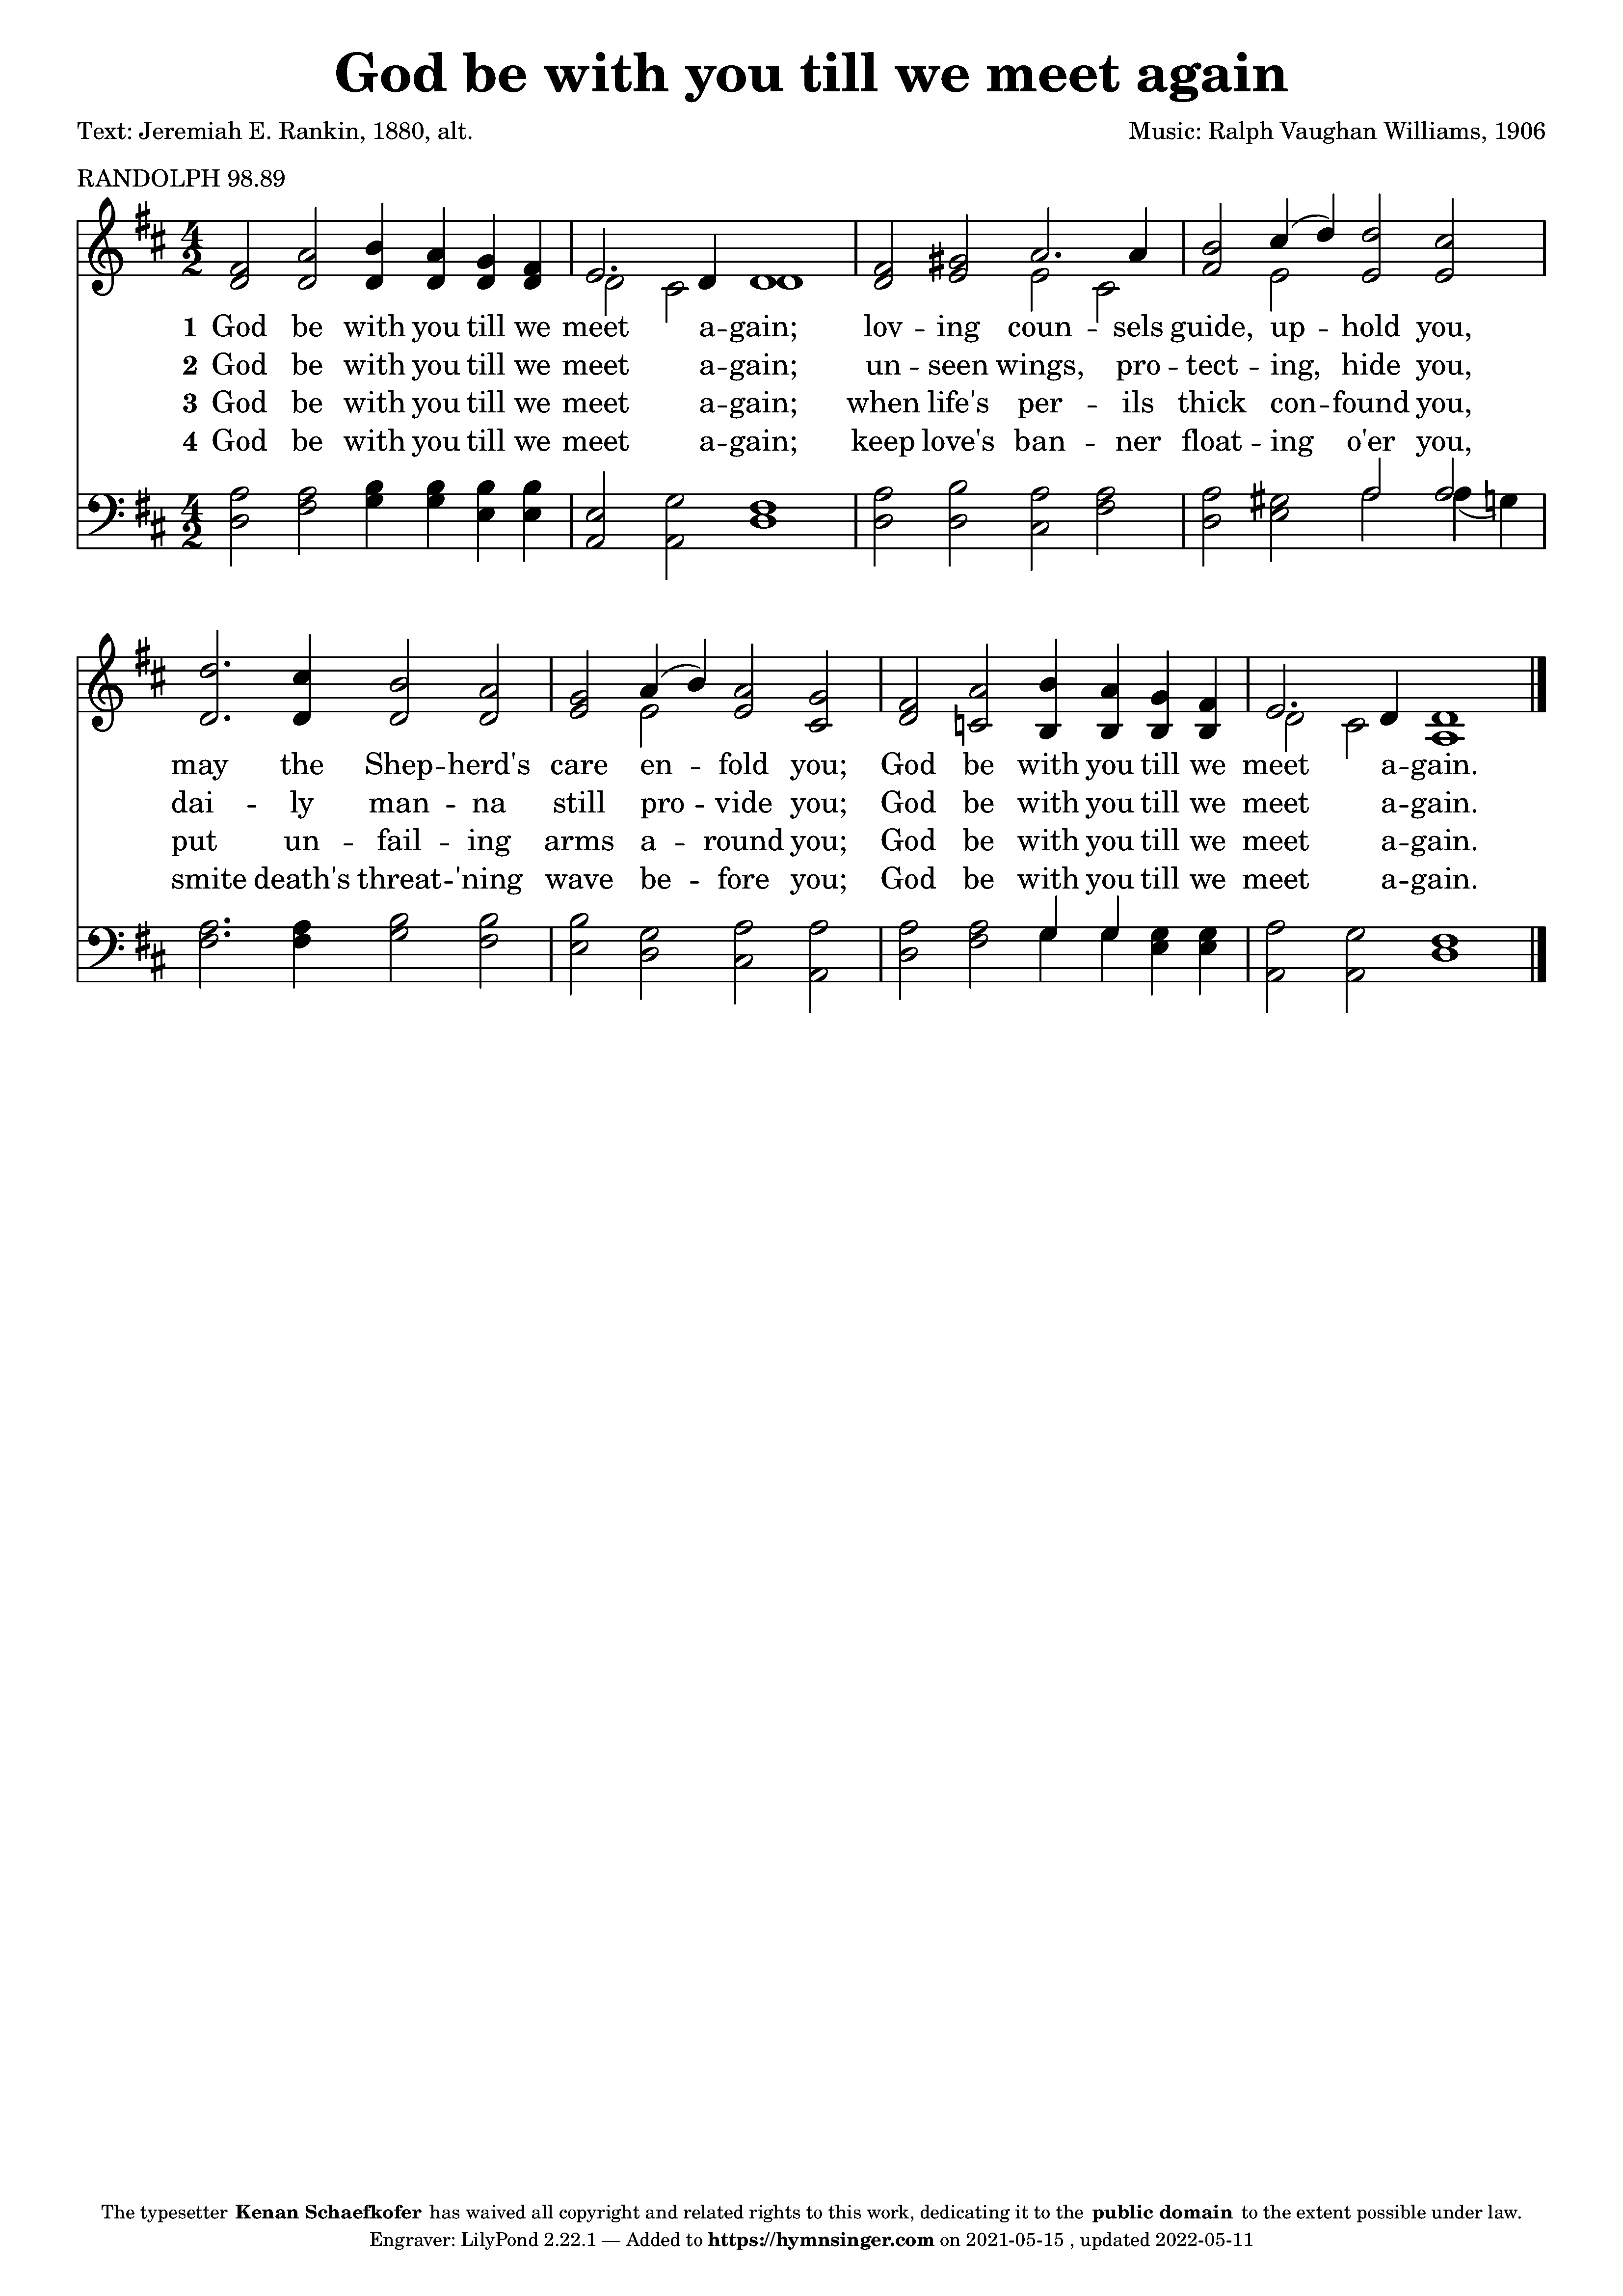 God be with you till we meet again
Text: Jeremiah E. Rankin, 1880, alt.
Music: Ralph Vaughan Williams, 1906
RANDOLPH 98.89
1 God be with you till we meet a -- gain; lov -- ing coun -- sels guide, up -- hold you,
2 God be with you till we meet a -- gain; un -- seen wings, pro -- tect -- ing, hide you,
3 God be with you till we meet a -- gain; when life's per -- ils thick con -- found you,
4 God be with you till we meet a -- gain; keep love's ban -- ner float -- ing o'er you,
may the Shep -- herd's care en -- fold you; God be with you till we meet a -- gain.
dai -- ly man -- na still pro -- vide you; God be with you till we meet a -- gain.
put un -- fail -- ing arms a -- round you; God be with you till we meet a -- gain.
smite death's threat -- 'ning wave be -- fore you; God be with you till we meet a -- gain.
The typesetter Kenan Schaefkofer has waived all copyright and related rights to this work, dedicating it to the public domain to the extent possible under law.
Engraver: LilyPond 2.22.1 — Added to https://hymnsinger.com on 2021-05-15 , updated 2022-05-11